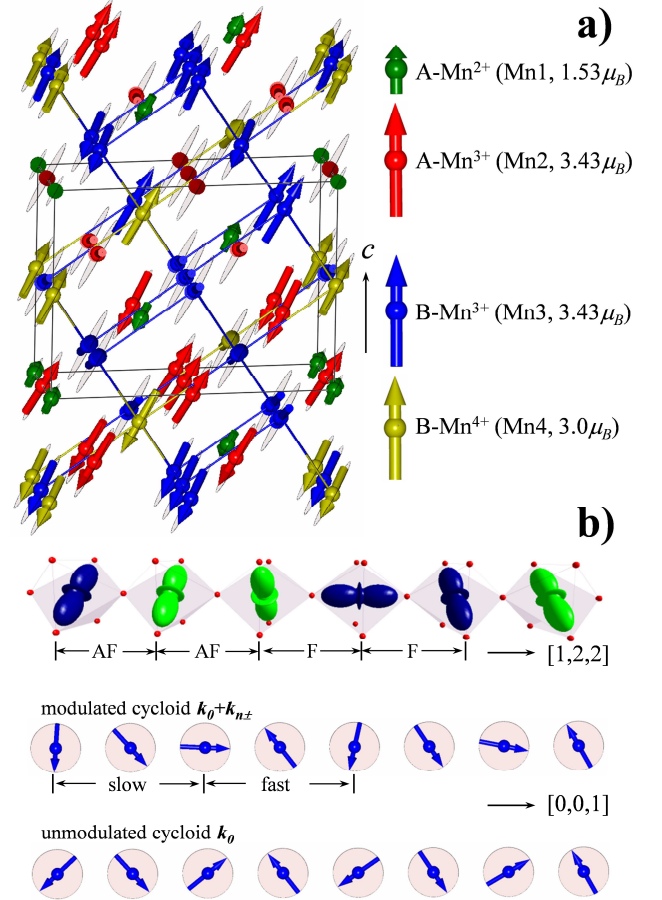 a)
A-Mn²⁺ (Mn1, 1.53μB)
A-Mn³⁺ (Mn2, 3.43μB)
c
B-Mn³⁺ (Mn3, 3.43μB)
B-Mn⁴⁺ (Mn4, 3.0μB)
b)
AF AF F F [1,2,2]
modulated cycloid k₀+kₙ±
slow fast
[0,0,1]
unmodulated cycloid k₀